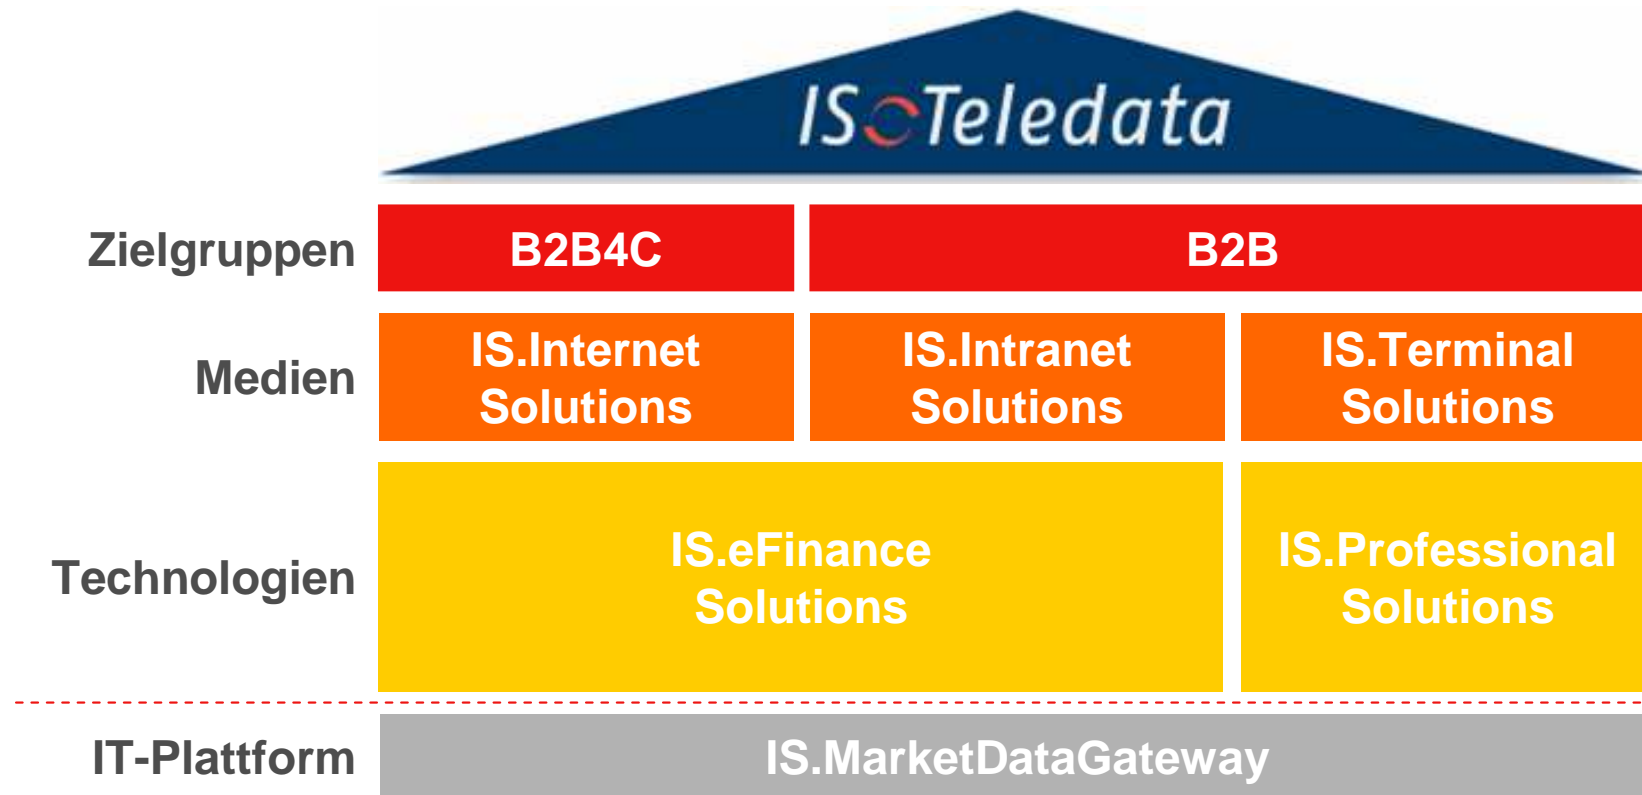 IS Teledata
Zielgruppen
B2B4C
B2B
Medien
IS.Internet
Solutions
IS.Intranet
Solutions
IS.Terminal
Solutions
Technologien
IS.eFinance
Solutions
IS.Professional
Solutions
IT-Plattform
IS.MarketDataGateway